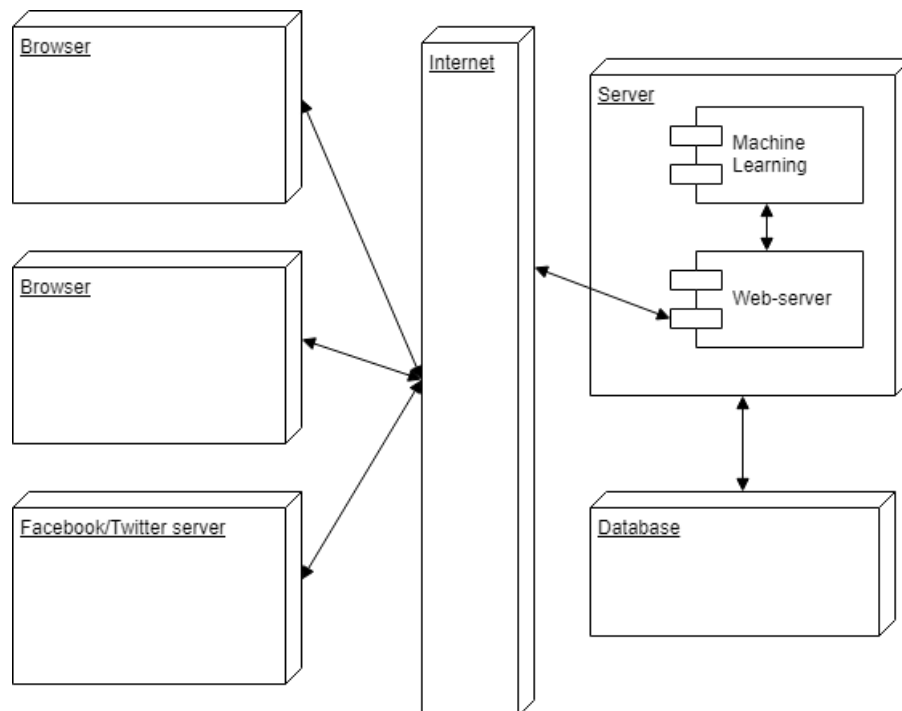 Browser
Browser
Facebook/Twitter server
Internet
Server
Machine
Learning
Web-server
Database